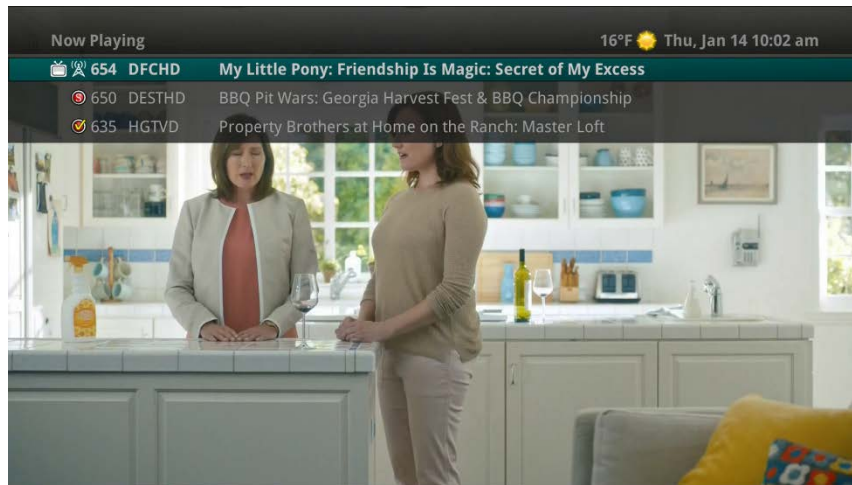 Now Playing 16°F Thu, Jan 14 10:02 am
654 DFCHD My Little Pony: Friendship Is Magic: Secret of My Excess
S 650 DESTHD BBQ Pit Wars: Georgia Harvest Fest & BBQ Championship
635 HGTVD Property Brothers at Home on the Ranch: Master Loft